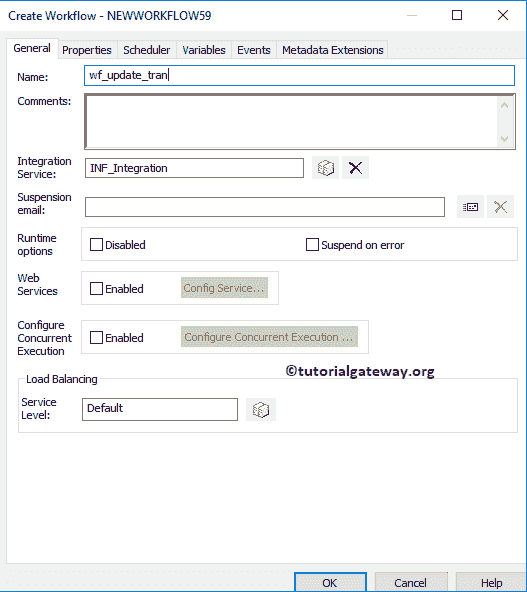 Create Workflow - NEWWORKFLOW59
General Properties Scheduler Variables Events Metadata Extensions
Name: wf_update_tran
Comments:
Integration
Service: INF_Integration
Suspension
email:
Runtime
options Disabled Suspend on error
Web
Services Enabled Config Service...
Configure
Concurrent
Execution Enabled Configure Concurrent Execution ...
©tutorialgateway.org
Load Balancing
Service
Level: Default
OK Cancel Help